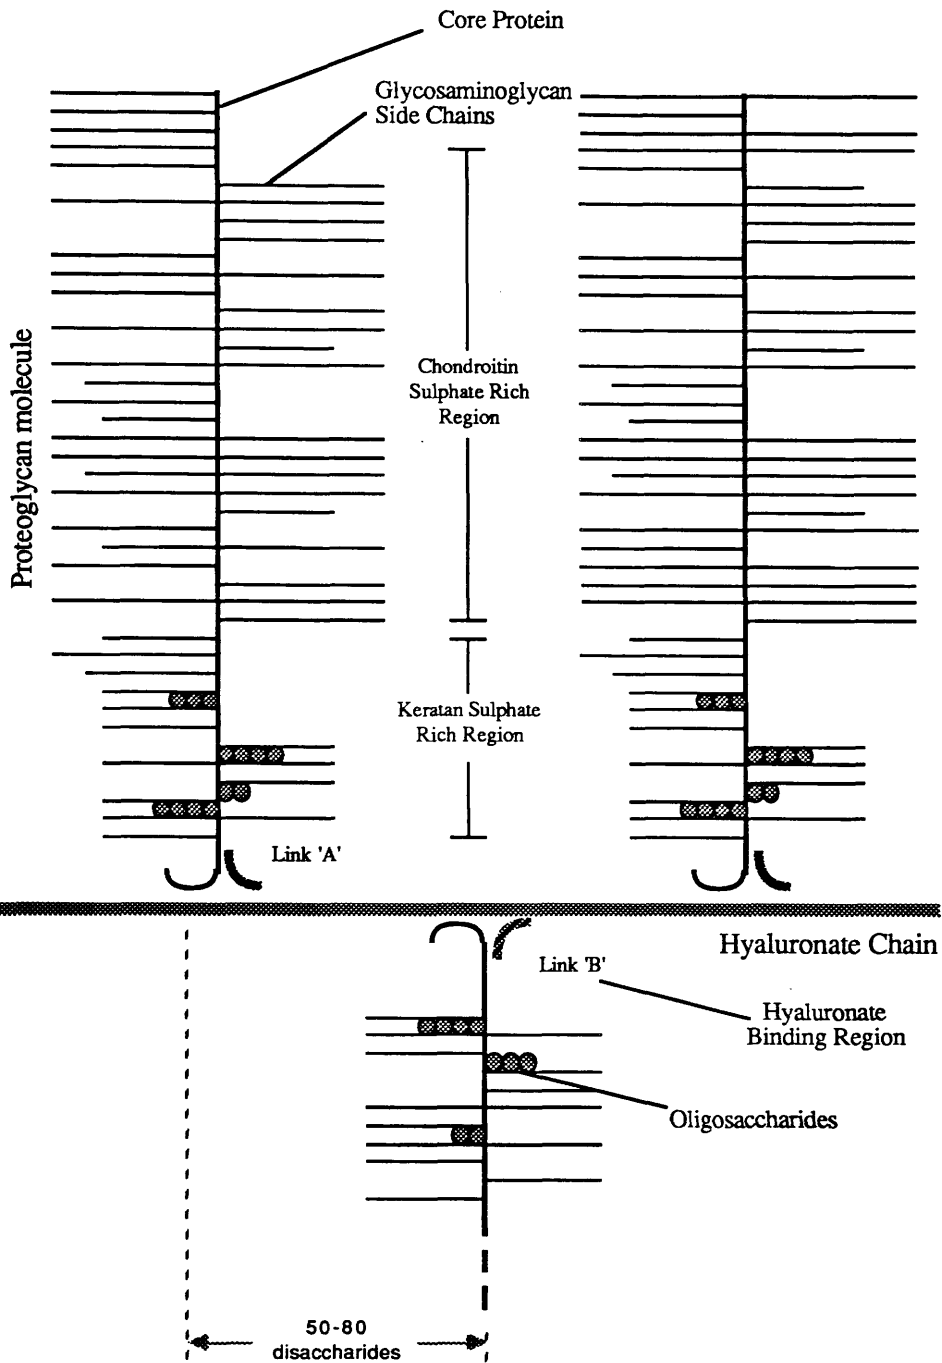 Core Protein
Glycosaminoglycan
Side Chains
Proteoglycan molecule
Chondroitin
Sulphate Rich
Region
Keratan Sulphate
Rich Region
Link 'A'
Hyaluronate Chain
Link 'B'
Hyaluronate
Binding Region
Oligosaccharides
50-80
disaccharides